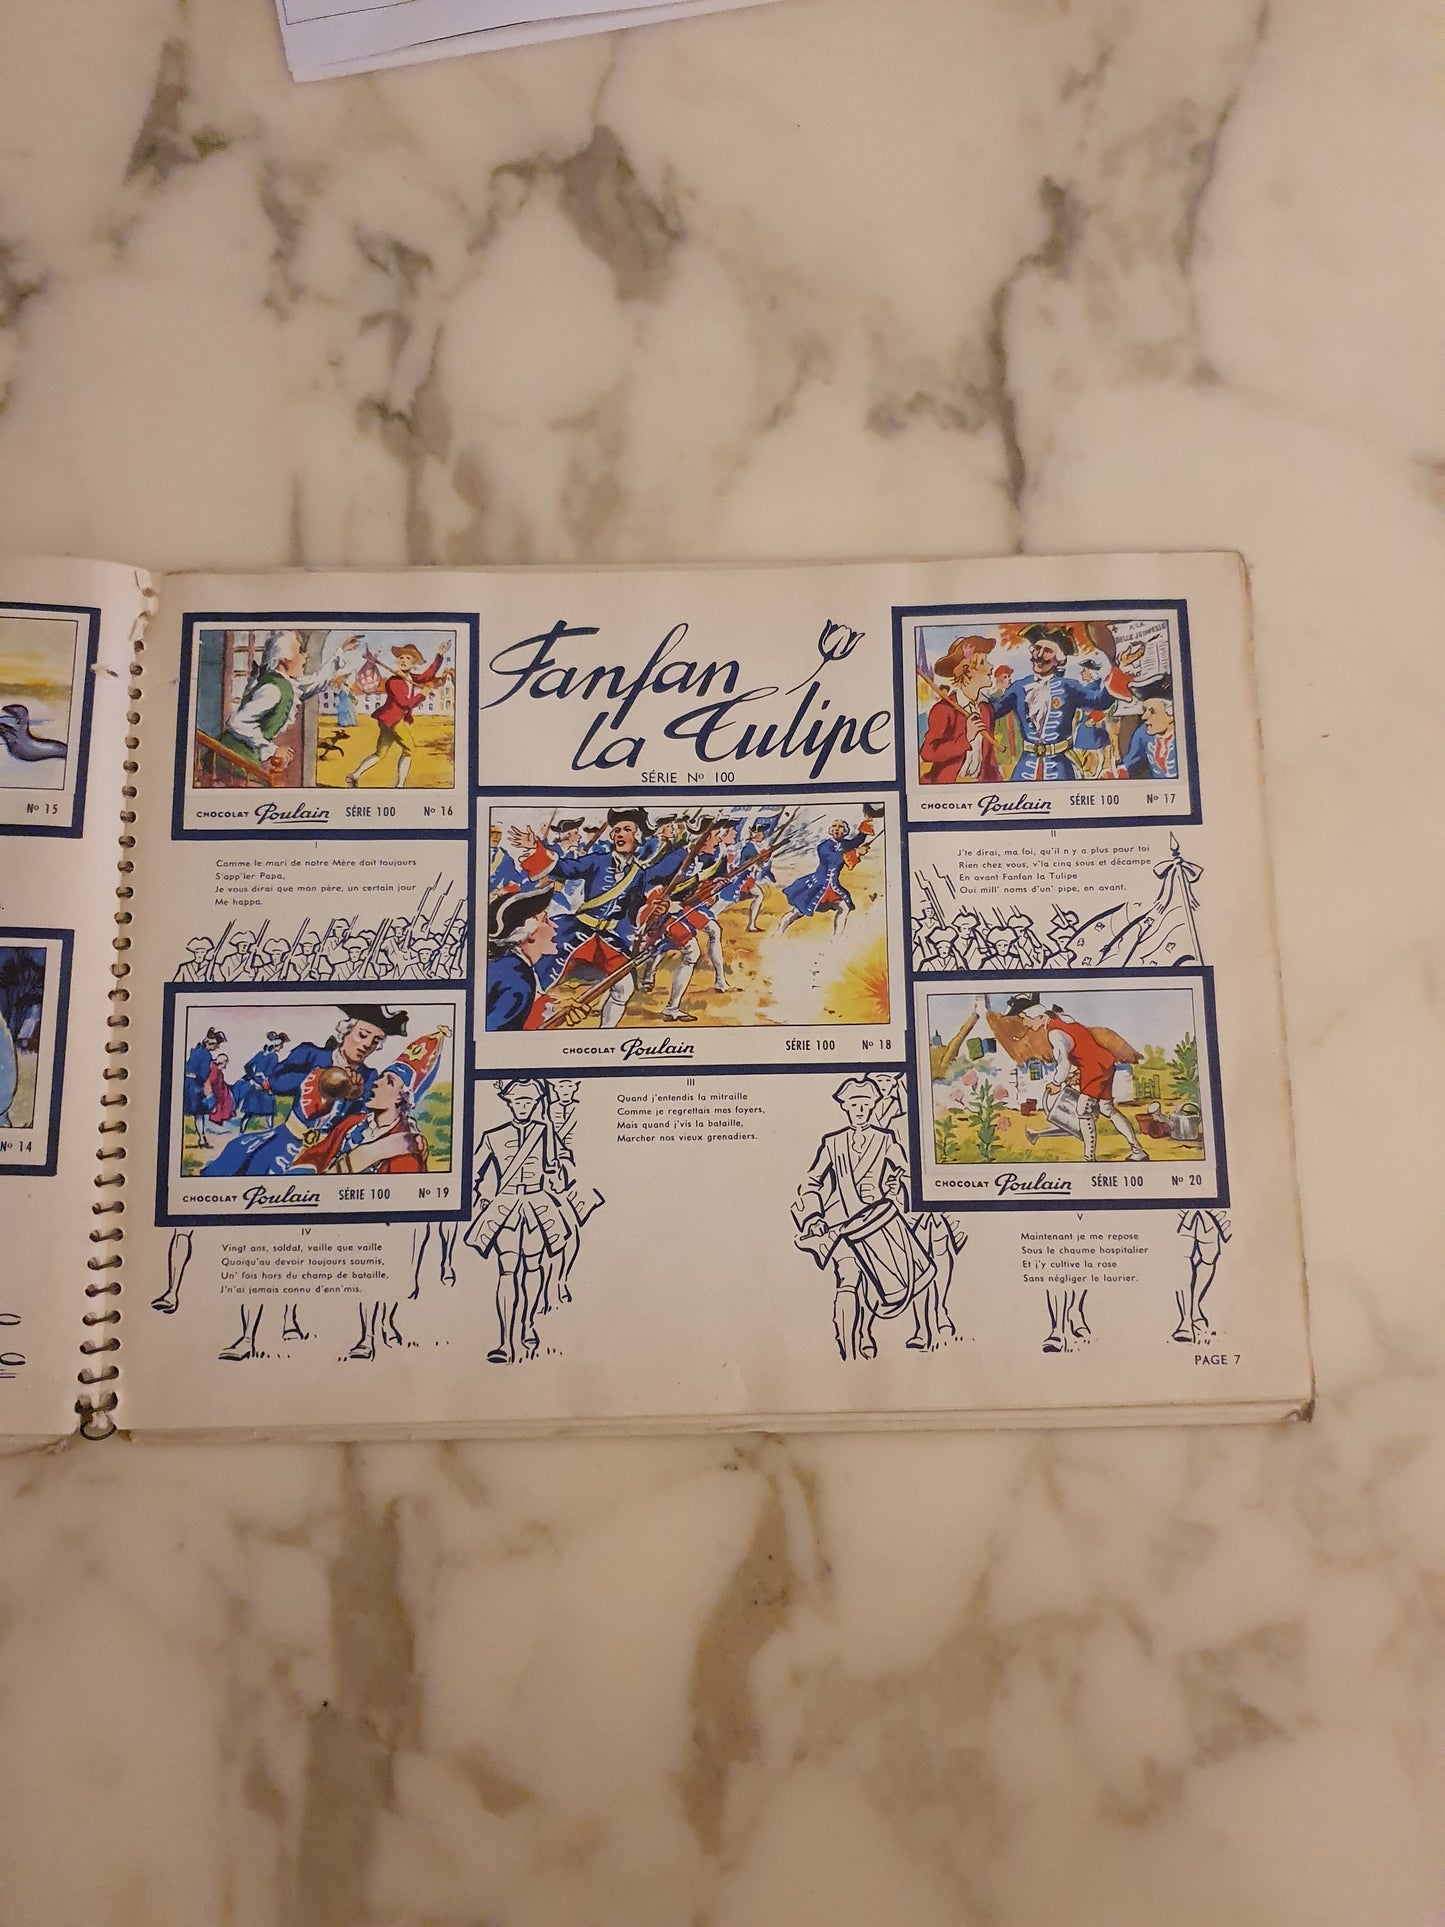 Nº 15
Nº 14
Fanfan
la Tulipe
SÉRIE Nº 100
CHOCOLAT Poulain SÉRIE 100 Nº 16
I
Comme le mari de notre Mère doit toujours
S'app'ler Papa,
Je vous dirai que mon père, un certain jour
Me happa.
A LA
BELLE JEUNESSE
CHOCOLAT Poulain SÉRIE 100 Nº 17
II
J'te dirai, ma foi, qu'il n'y a plus pour toi
Rien chez vous, v'la cinq sous et décampe
En avant Fanfan la Tulipe
Oui mill' noms d'un' pipe, en avant.
CHOCOLAT Poulain SÉRIE 100 Nº 18
III
Quand j'entendis la mitraille
Comme je regrettais mes foyers,
Mais quand j'vis la bataille,
Marcher nos vieux grenadiers.
CHOCOLAT Poulain SÉRIE 100 Nº 19
IV
Vingt ans, soldat, vaille que vaille
Quoiqu'au devoir toujours soumis,
Un' fois hors du champ de bataille,
J'n'ai jamais connu d'enn'mis.
CHOCOLAT Poulain SÉRIE 100 Nº 20
V
Maintenant je me repose
Sous le chaume hospitalier
Et j'y cultive la rose
Sans négliger le laurier.
PAGE 7